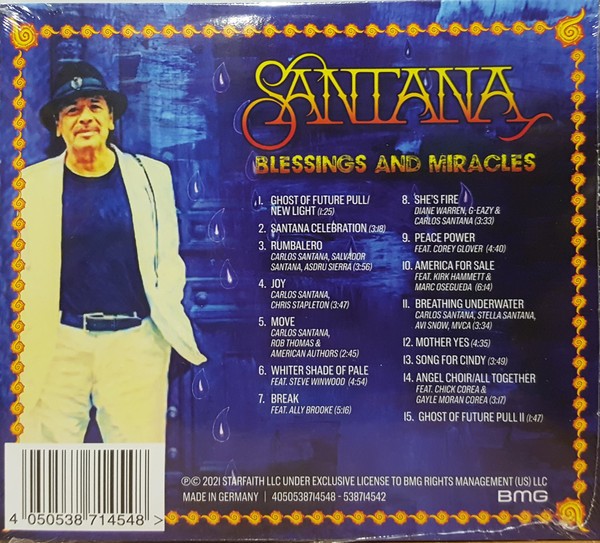 SANTANA
BLESSINGS AND MIRACLES
1. GHOST OF FUTURE PULL/
NEW LIGHT (1:25)
2. SANTANA CELEBRATION (3:18)
3. RUMBALERO
CARLOS SANTANA, SALVADOR
SANTANA, ASDRU SIERRA (3:56)
4. JOY
CARLOS SANTANA,
CHRIS STAPLETON (3:47)
5. MOVE
CARLOS SANTANA,
ROB THOMAS &
AMERICAN AUTHORS (2:45)
6. WHITER SHADE OF PALE
FEAT. STEVE WINWOOD (4:54)
7. BREAK
FEAT. ALLY BROOKE (5:16)
8. SHE'S FIRE
DIANE WARREN, G-EAZY &
CARLOS SANTANA (3:33)
9. PEACE POWER
FEAT. COREY GLOVER (4:40)
10. AMERICA FOR SALE
FEAT. KIRK HAMMETT &
MARC OSEGUEDA (6:14)
11. BREATHING UNDERWATER
CARLOS SANTANA, STELLA SANTANA,
AVI SNOW, MVCA (3:34)
12. MOTHER YES (4:35)
13. SONG FOR CINDY (3:49)
14. ANGEL CHOIR/ALL TOGETHER
FEAT. CHICK COREA &
GAYLE MORAN COREA (3:17)
15. GHOST OF FUTURE PULL II (1:47)
℗© 2021 STARFAITH LLC UNDER EXCLUSIVE LICENSE TO BMG RIGHTS MANAGEMENT (US) LLC
MADE IN GERMANY | 4050538714548 - 538714542
BMG
4 050538 714548 >